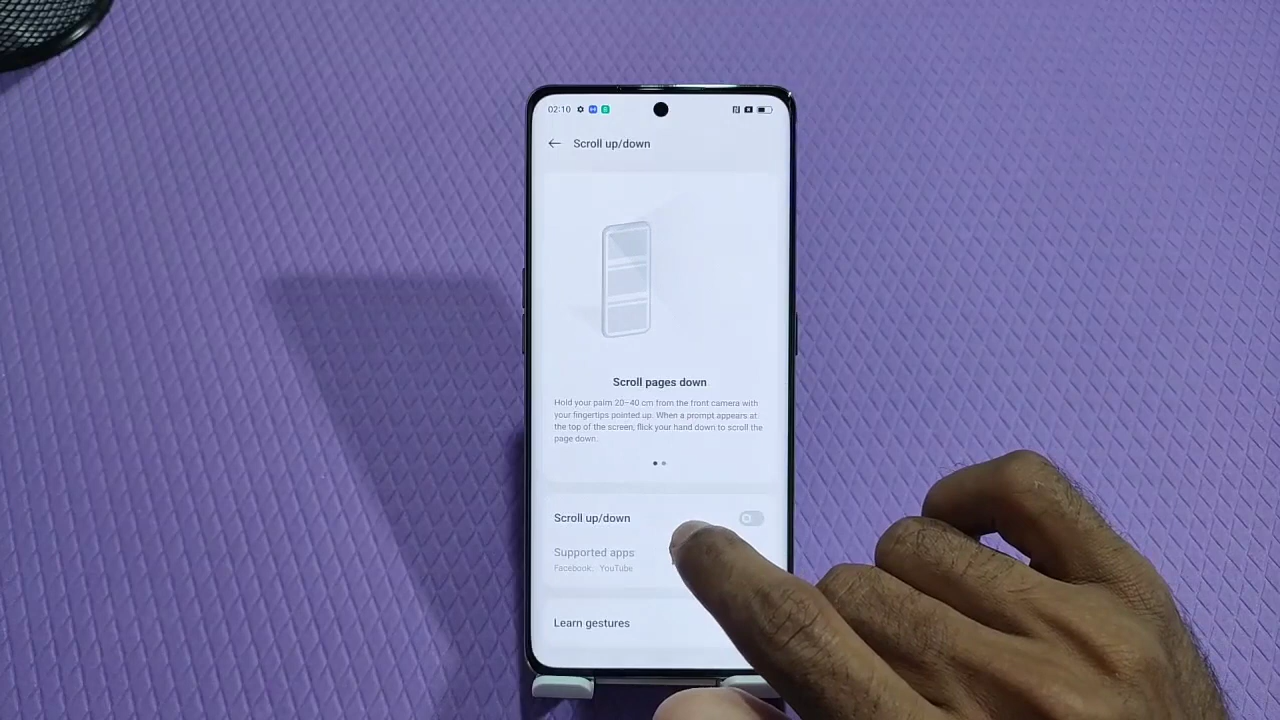 02:10
Scroll up/down
Scroll pages down
Hold your palm 20–40 cm from the front camera with
your fingertips pointed up. When a prompt appears at
the top of the screen, flick your hand down to scroll the
page down.
Scroll up/down
Supported apps
Facebook, YouTube
Learn gestures